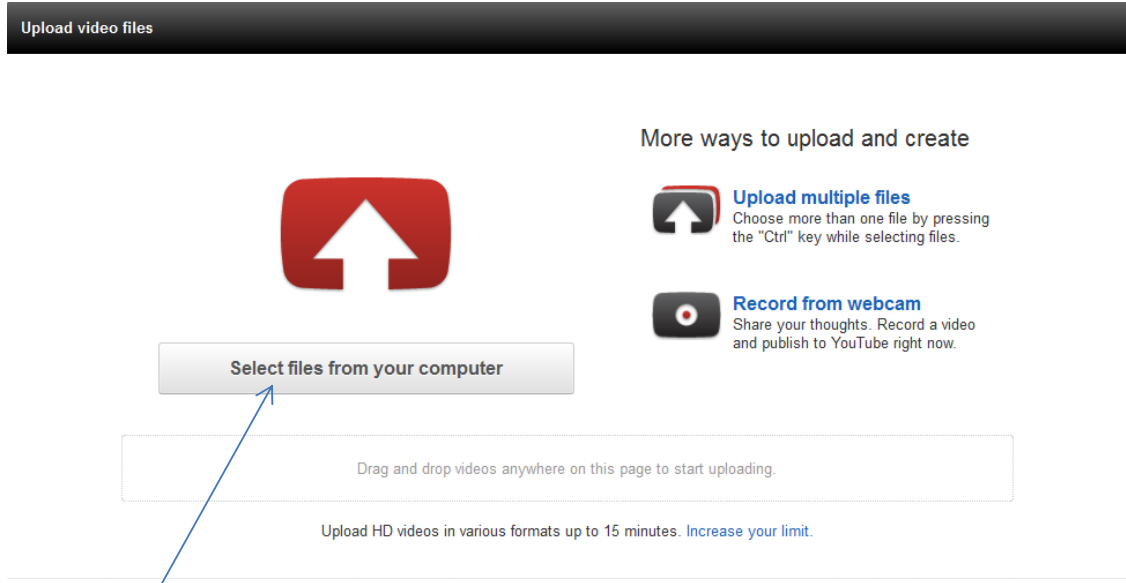 Upload video files
More ways to upload and create
Upload multiple files
Choose more than one file by pressing
the "Ctrl" key while selecting files.
Record from webcam
Share your thoughts. Record a video
and publish to YouTube right now.
Select files from your computer
Drag and drop videos anywhere on this page to start uploading.
Upload HD videos in various formats up to 15 minutes. Increase your limit.